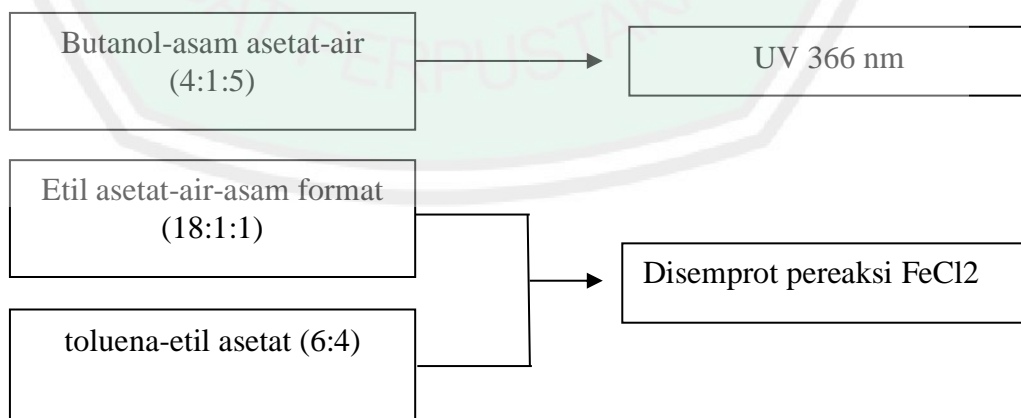 Butanol-asam asetat-air
(4:1:5)
UV 366 nm
Etil asetat-air-asam format
(18:1:1)
Disemprot pereaksi FeCl2
toluena-etil asetat (6:4)